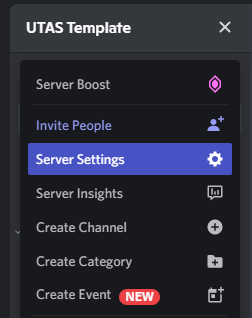 UTAS Template
Server Boost
Invite People
Server Settings
Server Insights
Create Channel
Create Category
Create Event NEW